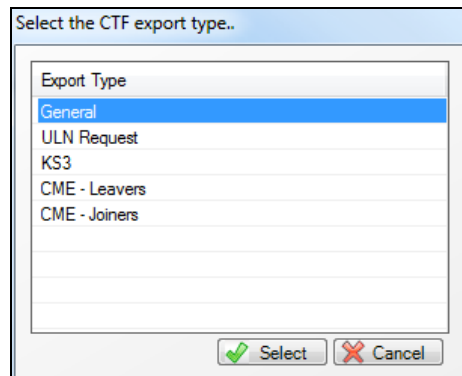 Select the CTF export type..
Export Type
General
ULN Request
KS3
CME - Leavers
CME - Joiners
Select Cancel